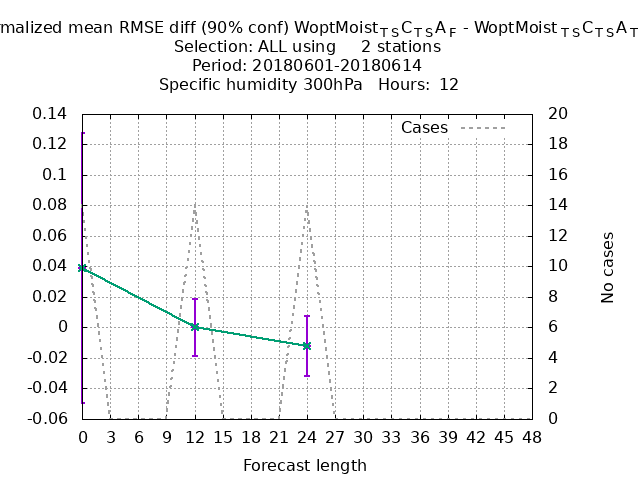 rmalized mean RMSE diff (90% conf) WoptMoistTSCTSAF - WoptMoistTSCTSAT
Selection: ALL using 2 stations
Period: 20180601-20180614
Specific humidity 300hPa Hours: 12
0.14 20
0.12 18
0.1 16
0.08 14
0.06 12
0.04 10
0.02 8
0 6
-0.02 4
-0.04 2
-0.06 0
Cases
No cases
0 3 6 9 12 15 18 21 24 27 30 33 36 39 42 45 48
Forecast length